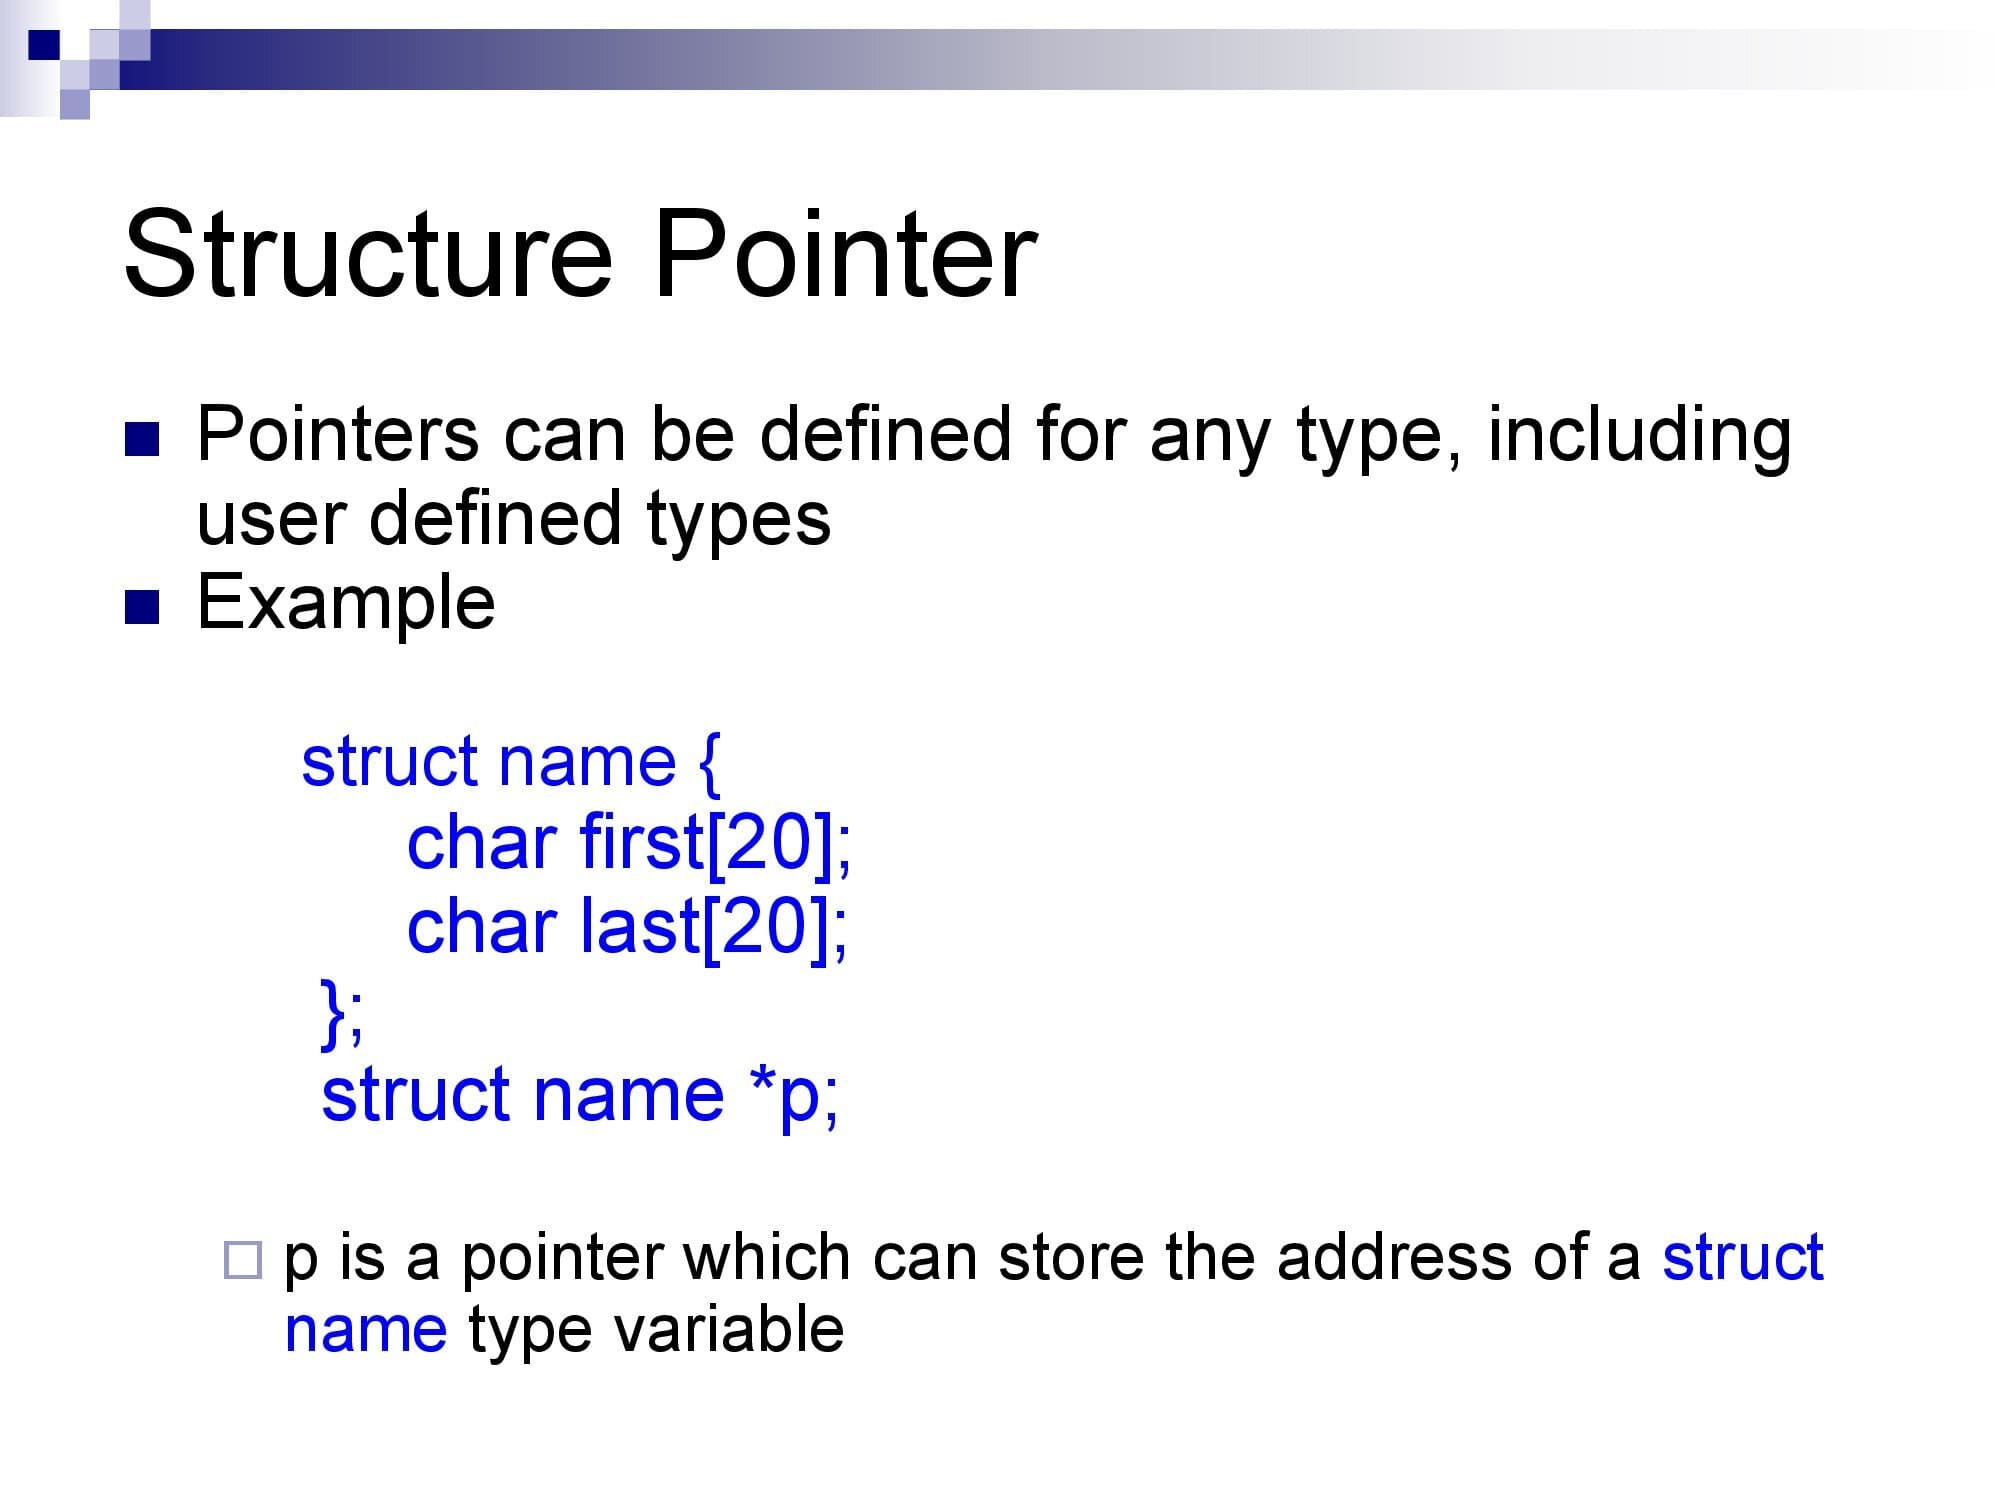 Structure Pointer
Pointers can be defined for any type, including
user defined types
Example
struct name {
char first[20];
char last[20];
};
struct name *p;
p is a pointer which can store the address of a struct
name type variable